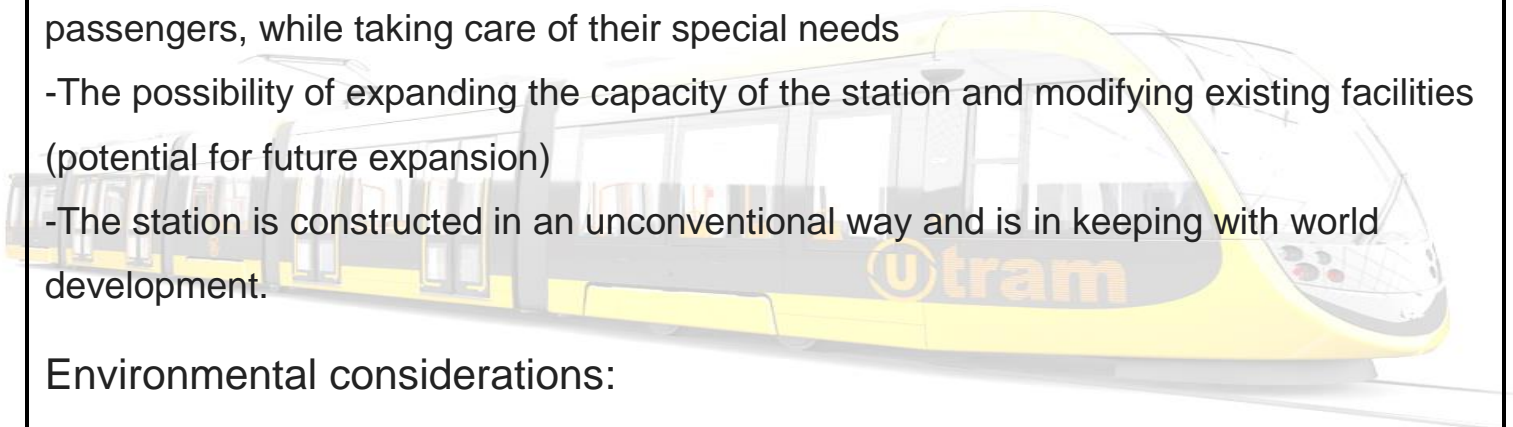 passengers, while taking care of their special needs
-The possibility of expanding the capacity of the station and modifying existing facilities
(potential for future expansion)
-The station is constructed in an unconventional way and is in keeping with world
development.
Utram
Environmental considerations: